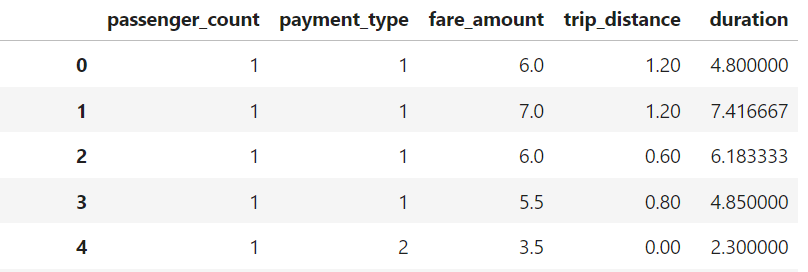 passenger_count payment_type fare_amount trip_distance duration
0 1 1 6.0 1.20 4.800000
1 1 1 7.0 1.20 7.416667
2 1 1 6.0 0.60 6.183333
3 1 1 5.5 0.80 4.850000
4 1 2 3.5 0.00 2.300000